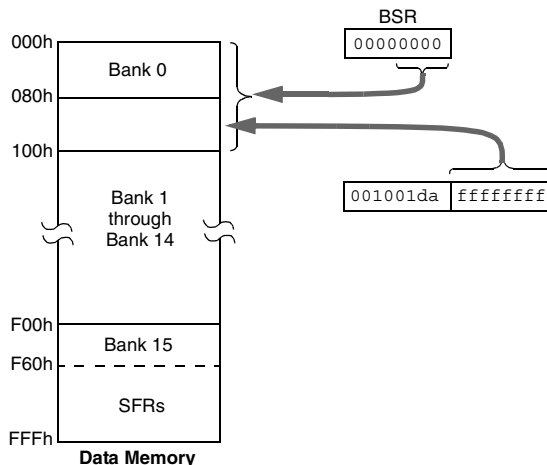 BSR
000h
00000000
Bank 0
080h
100h
001001da ffffffff
Bank 1
through
Bank 14
F00h
Bank 15
F60h
SFRs
FFFh
Data Memory